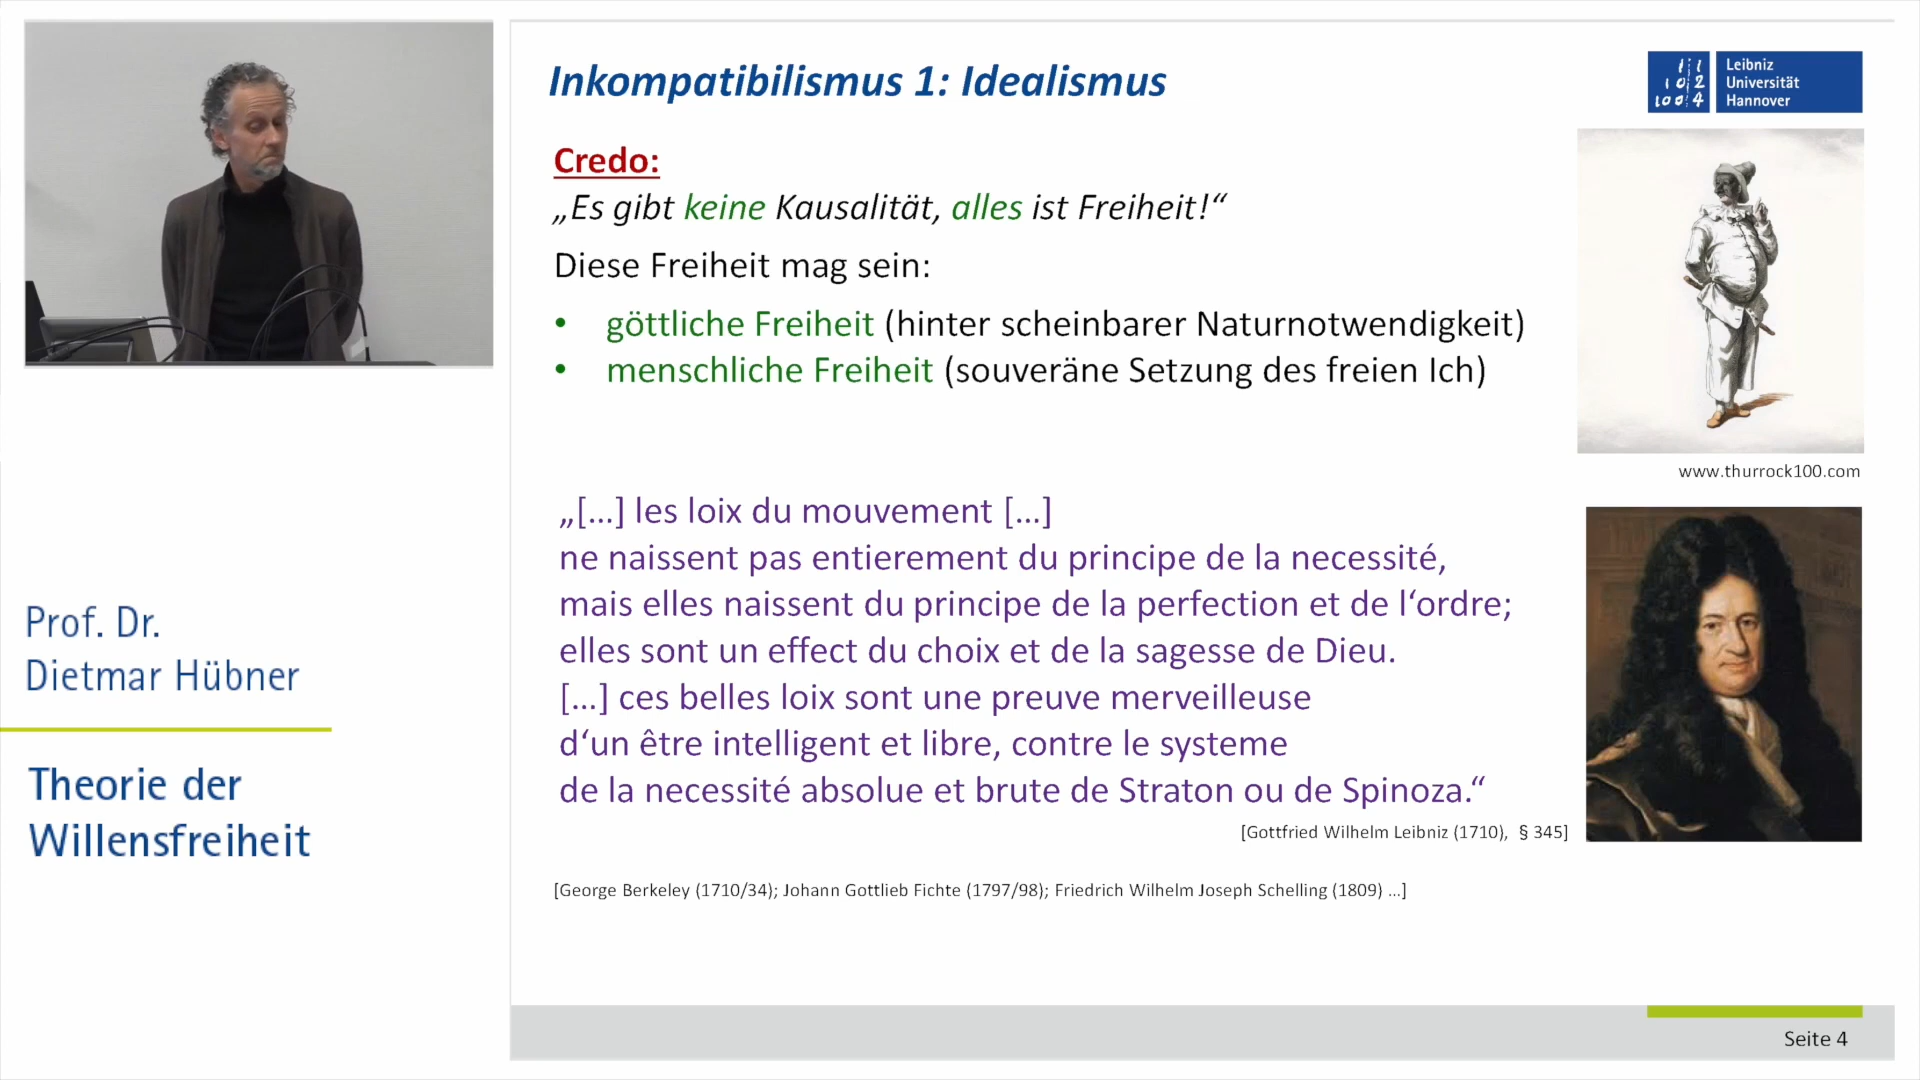 Inkompatibilismus 1: Idealismus
Leibniz
Universität
Hannover
Credo:
„Es gibt keine Kausalität, alles ist Freiheit!“
Diese Freiheit mag sein:
• göttliche Freiheit (hinter scheinbarer Naturnotwendigkeit)
• menschliche Freiheit (souveräne Setzung des freien Ich)
www.thurrock100.com
„[...] les loix du mouvement [...]
ne naissent pas entierement du principe de la necessité,
mais elles naissent du principe de la perfection et de l‘ordre;
elles sont un effect du choix et de la sagesse de Dieu.
[...] ces belles loix sont une preuve merveilleuse
d‘un être intelligent et libre, contre le systeme
de la necessité absolue et brute de Straton ou de Spinoza.“
[Gottfried Wilhelm Leibniz (1710), § 345]
[George Berkeley (1710/34); Johann Gottlieb Fichte (1797/98); Friedrich Wilhelm Joseph Schelling (1809) ...]
Prof. Dr.
Dietmar Hübner
Theorie der
Willensfreiheit
Seite 4